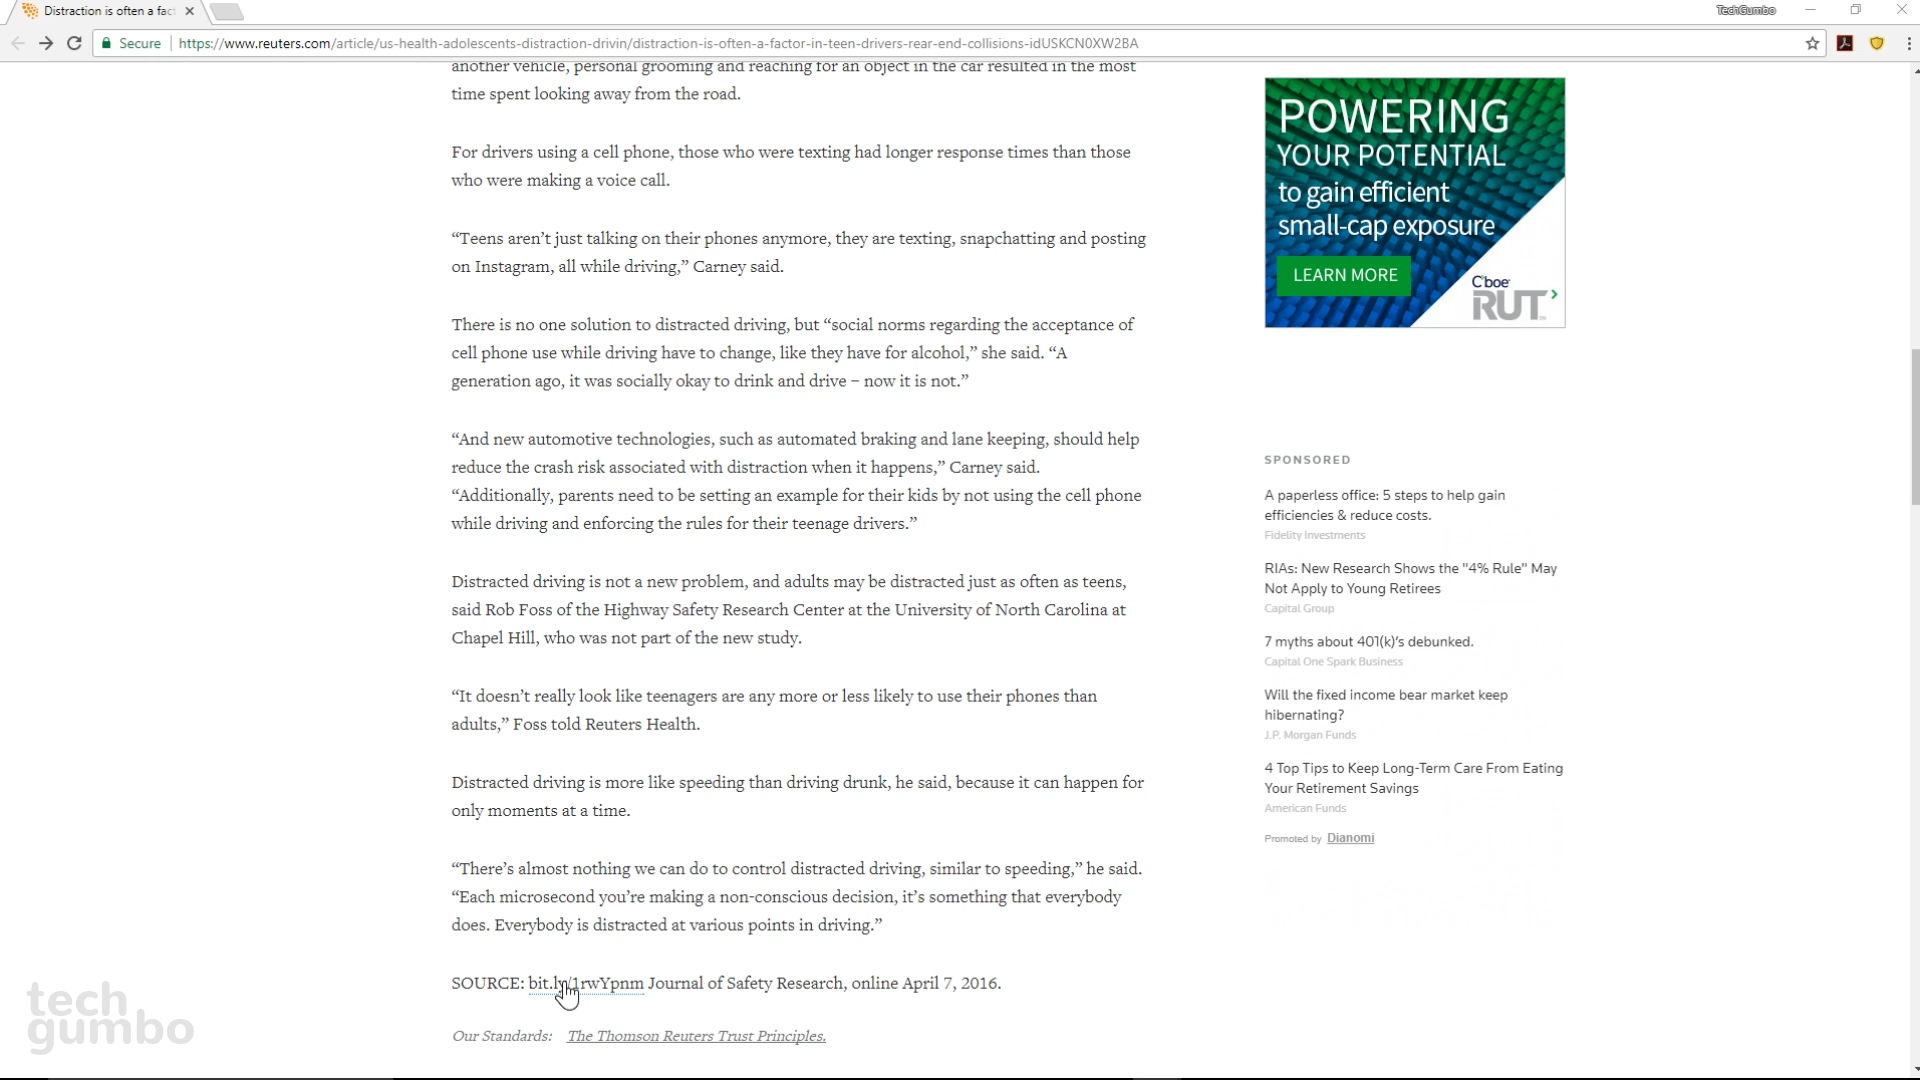 Distraction is often a fac
TechGumbo
Secure
https://www.reuters.com/article/us-health-adolescents-distraction-drivin/distraction-is-often-a-factor-in-teen-drivers-rear-end-collisions-idUSKCN0XW2BA
another vehicle, personal grooming and reaching for an object in the car resulted in the most
time spent looking away from the road.
For drivers using a cell phone, those who were texting had longer response times than those
who were making a voice call.
“Teens aren’t just talking on their phones anymore, they are texting, snapchatting and posting
on Instagram, all while driving,” Carney said.
There is no one solution to distracted driving, but “social norms regarding the acceptance of
cell phone use while driving have to change, like they have for alcohol,” she said. “A
generation ago, it was socially okay to drink and drive – now it is not.”
“And new automotive technologies, such as automated braking and lane keeping, should help
reduce the crash risk associated with distraction when it happens,” Carney said.
“Additionally, parents need to be setting an example for their kids by not using the cell phone
while driving and enforcing the rules for their teenage drivers.”
Distracted driving is not a new problem, and adults may be distracted just as often as teens,
said Rob Foss of the Highway Safety Research Center at the University of North Carolina at
Chapel Hill, who was not part of the new study.
“It doesn’t really look like teenagers are any more or less likely to use their phones than
adults,” Foss told Reuters Health.
Distracted driving is more like speeding than driving drunk, he said, because it can happen for
only moments at a time.
“There’s almost nothing we can do to control distracted driving, similar to speeding,” he said.
“Each microsecond you’re making a non-conscious decision, it’s something that everybody
does. Everybody is distracted at various points in driving.”
SOURCE: bit.ly/1rwYpnm Journal of Safety Research, online April 7, 2016.
Our Standards: The Thomson Reuters Trust Principles.
POWERING
YOUR POTENTIAL
to gain efficient
small-cap exposure
LEARN MORE
Cboe
RUT
SPONSORED
A paperless office: 5 steps to help gain
efficiencies & reduce costs.
Fidelity Investments
RIAs: New Research Shows the "4% Rule" May
Not Apply to Young Retirees
Capital Group
7 myths about 401(k)’s debunked.
Capital One Spark Business
Will the fixed income bear market keep
hibernating?
J.P. Morgan Funds
4 Top Tips to Keep Long-Term Care From Eating
Your Retirement Savings
American Funds
Promoted by Dianomi
tech
gumbo